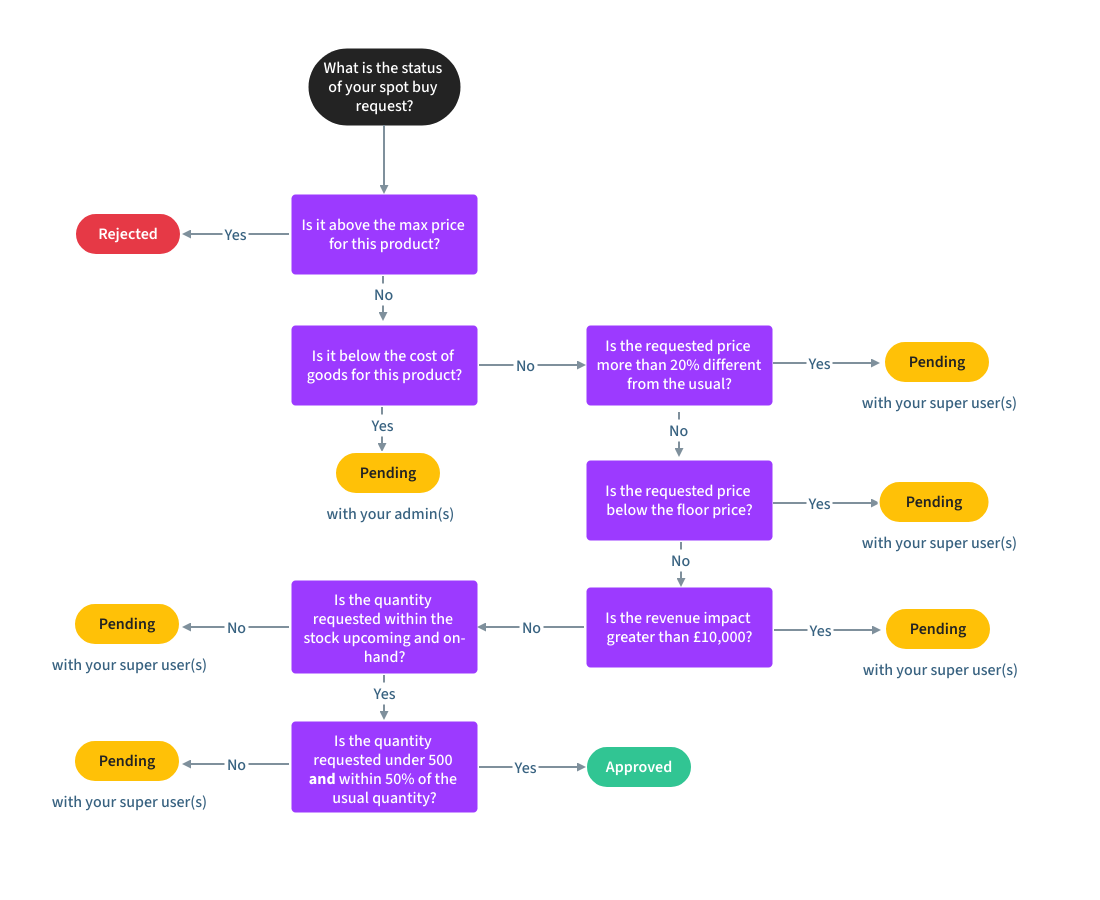 What is the status
of your spot buy
request?
Is it above the max price
for this product?
Yes
Rejected
No
Is it below the cost of
goods for this product?
No
Is the requested price
more than 20% different
from the usual?
Yes
Pending
with your super user(s)
Yes
Pending
with your admin(s)
No
Is the requested price
below the floor price?
Yes
Pending
with your super user(s)
No
Is the revenue impact
greater than £10,000?
Yes
Pending
with your super user(s)
No
Is the quantity
requested within the
stock upcoming and on-
hand?
No
Pending
with your super user(s)
Yes
Is the quantity
requested under 500
and within 50% of the
usual quantity?
No
Pending
with your super user(s)
Yes
Approved